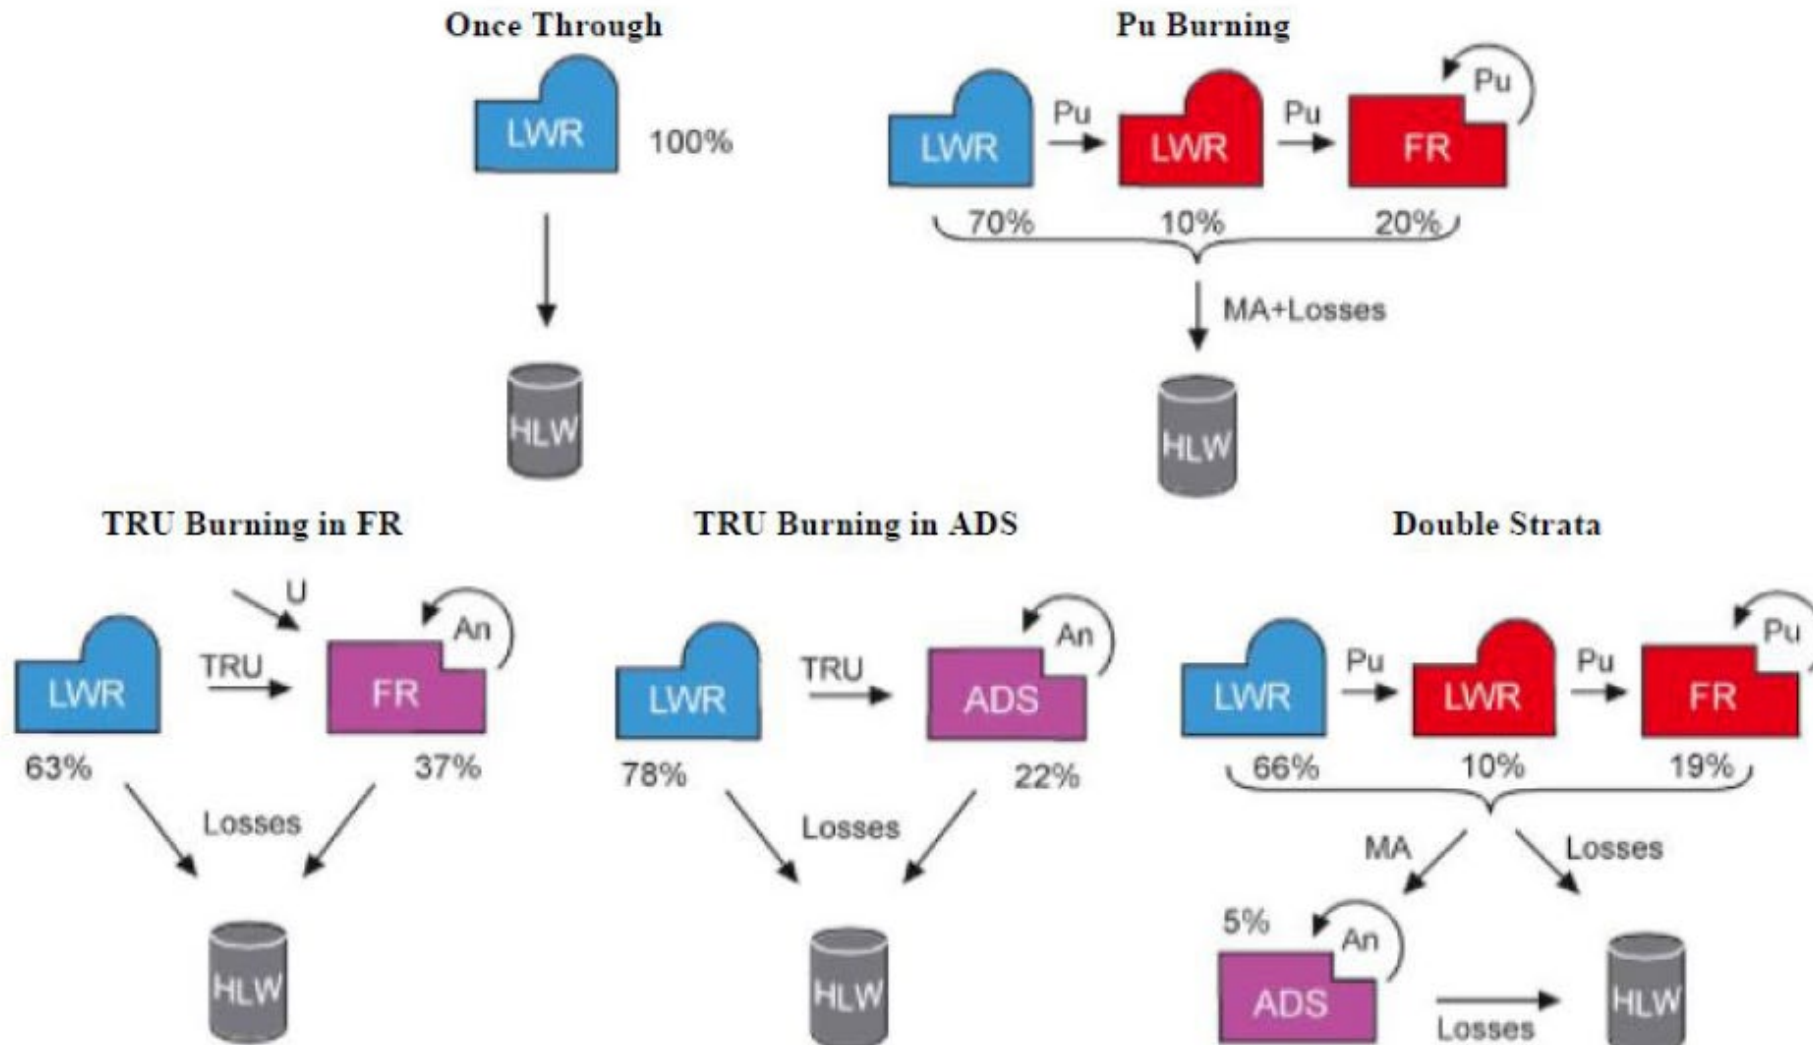 Once Through
LWR
100%
HLW
Pu Burning
LWR
Pu
LWR
Pu
FR
Pu
70%
10%
20%
MA+Losses
HLW
TRU Burning in FR
U
LWR
TRU
FR
An
63%
37%
Losses
HLW
TRU Burning in ADS
LWR
TRU
ADS
An
78%
22%
Losses
HLW
Double Strata
LWR
Pu
LWR
Pu
FR
Pu
66%
10%
19%
MA
Losses
5%
An
ADS
Losses
HLW